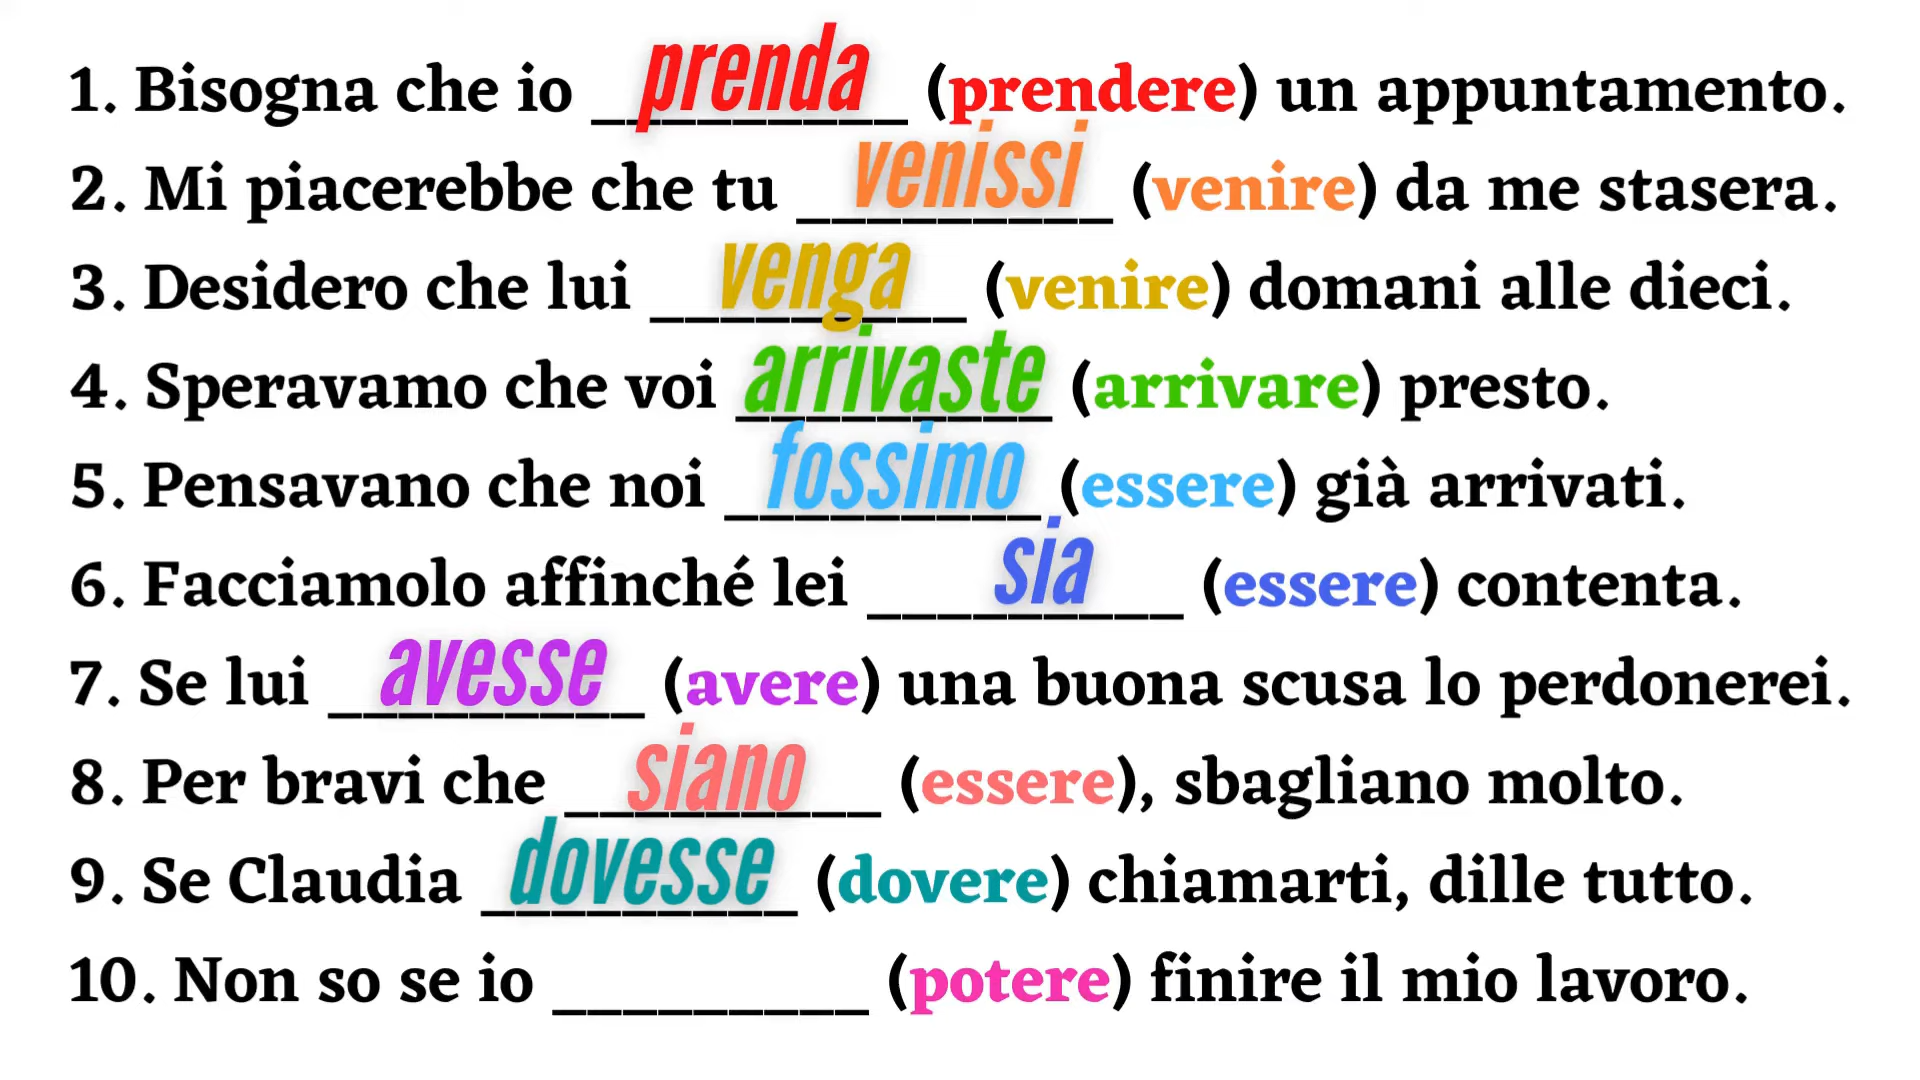 1. Bisogna che io prenda (prendere) un appuntamento.
2. Mi piacerebbe che tu venissi (venire) da me stasera.
3. Desidero che lui venga (venire) domani alle dieci.
4. Speravamo che voi arrivaste (arrivare) presto.
5. Pensavano che noi fossimo (essere) già arrivati.
6. Facciamolo affinché lei sia (essere) contenta.
7. Se lui avesse (avere) una buona scusa lo perdonerei.
8. Per bravi che siano (essere), sbagliano molto.
9. Se Claudia dovesse (dovere) chiamarti, dille tutto.
10. Non so se io _________ (potere) finire il mio lavoro.